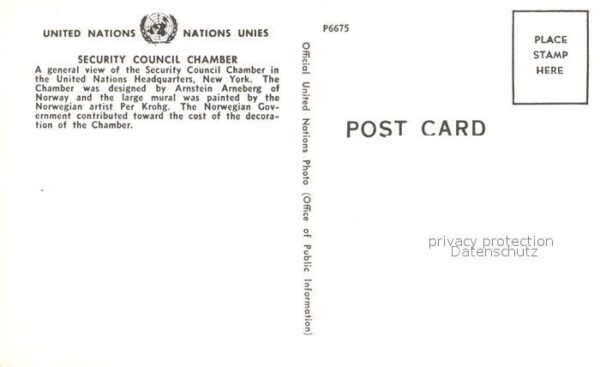 UNITED NATIONS NATIONS UNIES
SECURITY COUNCIL CHAMBER
A general view of the Security Council Chamber in
the United Nations Headquarters, New York. The
Chamber was designed by Arnstein Arneberg of
Norway and the large mural was painted by the
Norwegian artist Per Krohg. The Norwegian Gov-
ernment contributed toward the cost of the decora-
tion of the Chamber.
Official United Nations Photo (Office of Public Information)
P6675
PLACE
STAMP
HERE
POST CARD
privacy protection
Datenschutz